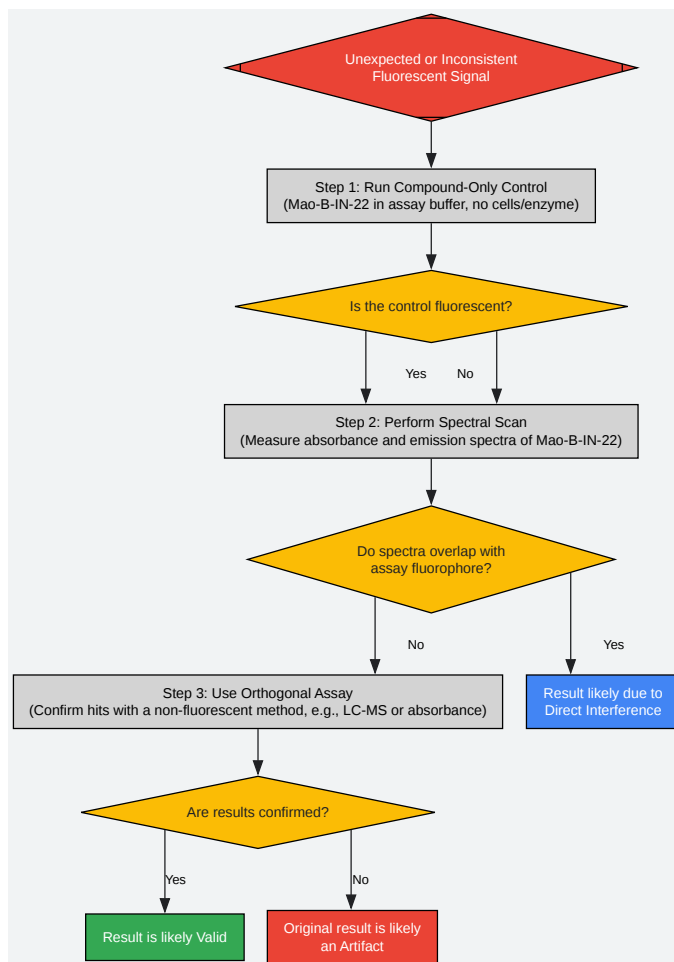 Unexpected or Inconsistent
Fluorescent Signal
Step 1: Run Compound-Only Control
(Mao-B-IN-22 in assay buffer, no cells/enzyme)
Is the control fluorescent?
Yes
No
Step 2: Perform Spectral Scan
(Measure absorbance and emission spectra of Mao-B-IN-22)
Do spectra overlap with
assay fluorophore?
No
Yes
Step 3: Use Orthogonal Assay
(Confirm hits with a non-fluorescent method, e.g., LC-MS or absorbance)
Result likely due to
Direct Interference
Are results confirmed?
Yes
No
Result is likely Valid
Original result is likely
an Artifact